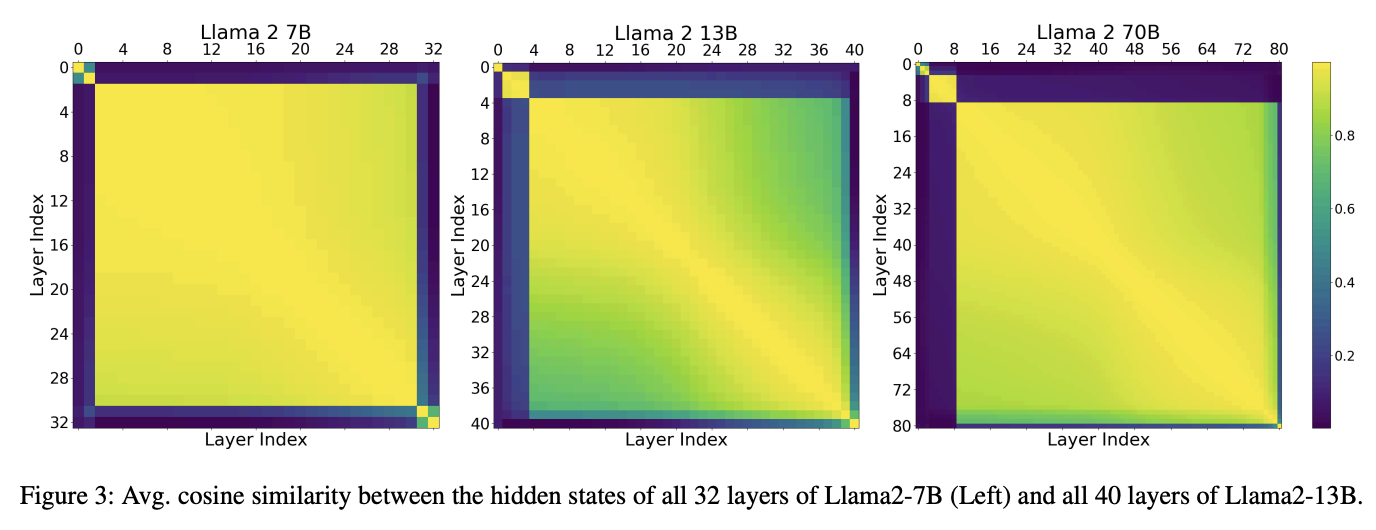 Llama 2 7B
0 4 8 12 16 20 24 28 32
0
4
8
12
16
20
24
28
32
Layer Index
Layer Index
Llama 2 13B
0 4 8 12 16 20 24 28 32 36 40
0
4
8
12
16
20
24
28
32
36
40
Layer Index
Layer Index
Llama 2 70B
0 8 16 24 32 40 48 56 64 72 80
0
8
16
24
32
40
48
56
64
72
80
Layer Index
Layer Index
0.8
0.6
0.4
0.2
Figure 3: Avg. cosine similarity between the hidden states of all 32 layers of Llama2-7B (Left) and all 40 layers of Llama2-13B.